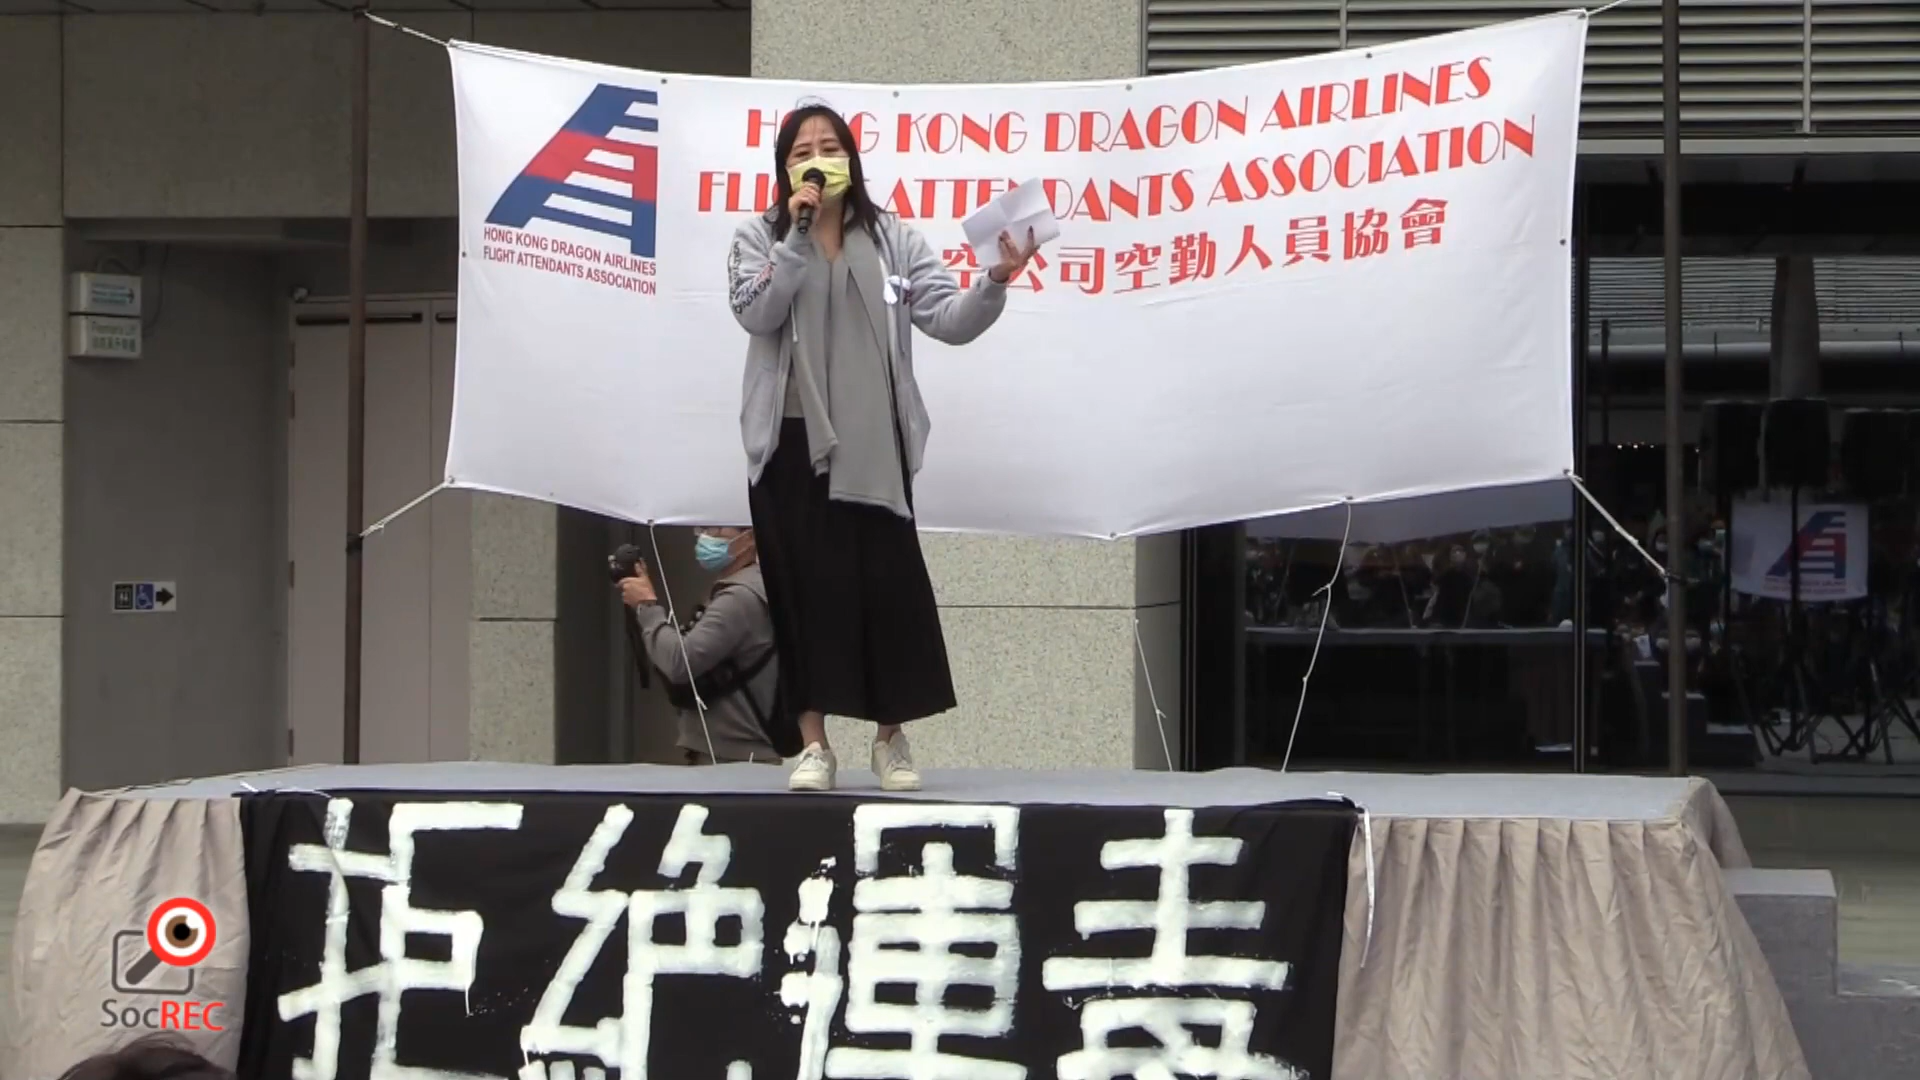 HONG KONG DRAGON AIRLINES
FLIGHT ATTENDANTS ASSOCIATION
空公司空勤人員協會
HONG KONG DRAGON AIRLINES
FLIGHT ATTENDANTS ASSOCIATION
拒絕運毒
SocREC